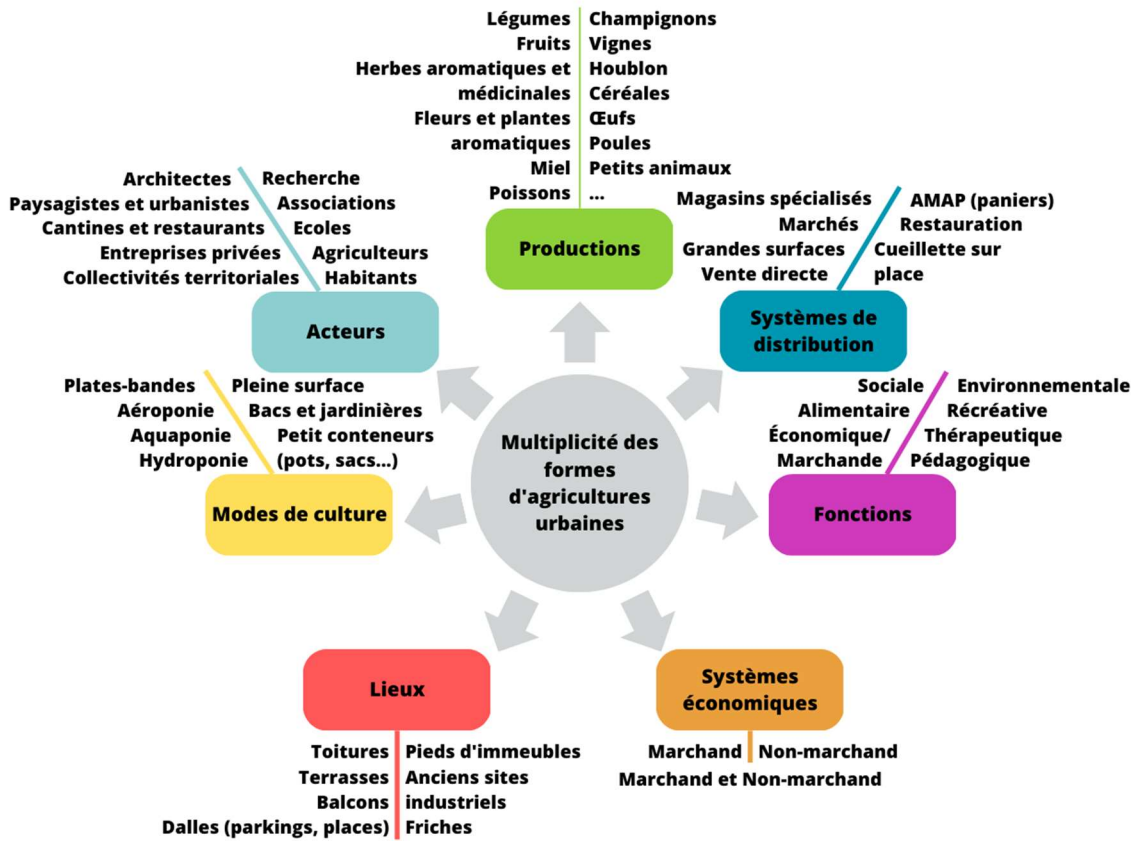 Légumes
Fruits
Herbes aromatiques et
médicinales
Fleurs et plantes
aromatiques
Miel
Poissons
Champignons
Vignes
Houblon
Céréales
Œufs
Poules
Petits animaux
...
Productions
Architectes
Paysagistes et urbanistes
Cantines et restaurants
Entreprises privées
Collectivités territoriales
Recherche
Associations
Ecoles
Agriculteurs
Habitants
Acteurs
Magasins spécialisés
Marchés
Grandes surfaces
Vente directe
AMAP (paniers)
Restauration
Cueillette sur
place
Systèmes de
distribution
Plates-bandes
Aéroponie
Aquaponie
Hydroponie
Pleine surface
Bacs et jardinières
Petit conteneurs
(pots, sacs...)
Modes de culture
Multiplicité des
formes
d'agricultures
urbaines
Sociale
Alimentaire
Économique/
Marchande
Environnementale
Récréative
Thérapeutique
Pédagogique
Fonctions
Lieux
Toitures
Terrasses
Balcons
Dalles (parkings, places)
Pieds d'immeubles
Anciens sites
industriels
Friches
Systèmes
économiques
Marchand
Non-marchand
Marchand et Non-marchand